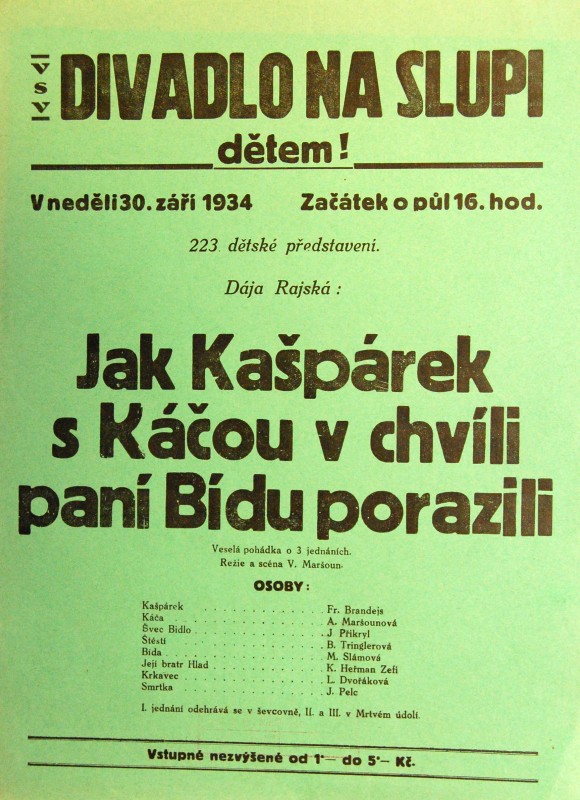 VSV
DIVADLO NA SLUPI
dětem!
V neděli 30. září 1934 Začátek o půl 16. hod.
223. dětské představení.
Dája Rajská :
Jak Kašpárek
s Káčou v chvíli
paní Bídu porazili
Veselá pohádka o 3 jednáních.
Režie a scéna V. Maršoun.
OSOBY :
Kašpárek . . . . . . . . . . Fr. Brandejs
Káča . . . . . . . . . . A. Maršounová
Švec Bidlo . . . . . . . . . . J. Přikryl
Štěstí . . . . . . . . . . B. Tringlerová
Bída . . . . . . . . . . M. Slámová
Její bratr Hlad . . . . . . . . . . K. Heřman Zefi
Krkavec . . . . . . . . . . L. Dvořáková
Smrtka . . . . . . . . . . J. Pelc
I. jednání odehrává se v ševcovně, II. a III. v Mrtvém údolí.
Vstupné nezvýšené od 1·— do 5·— Kč.